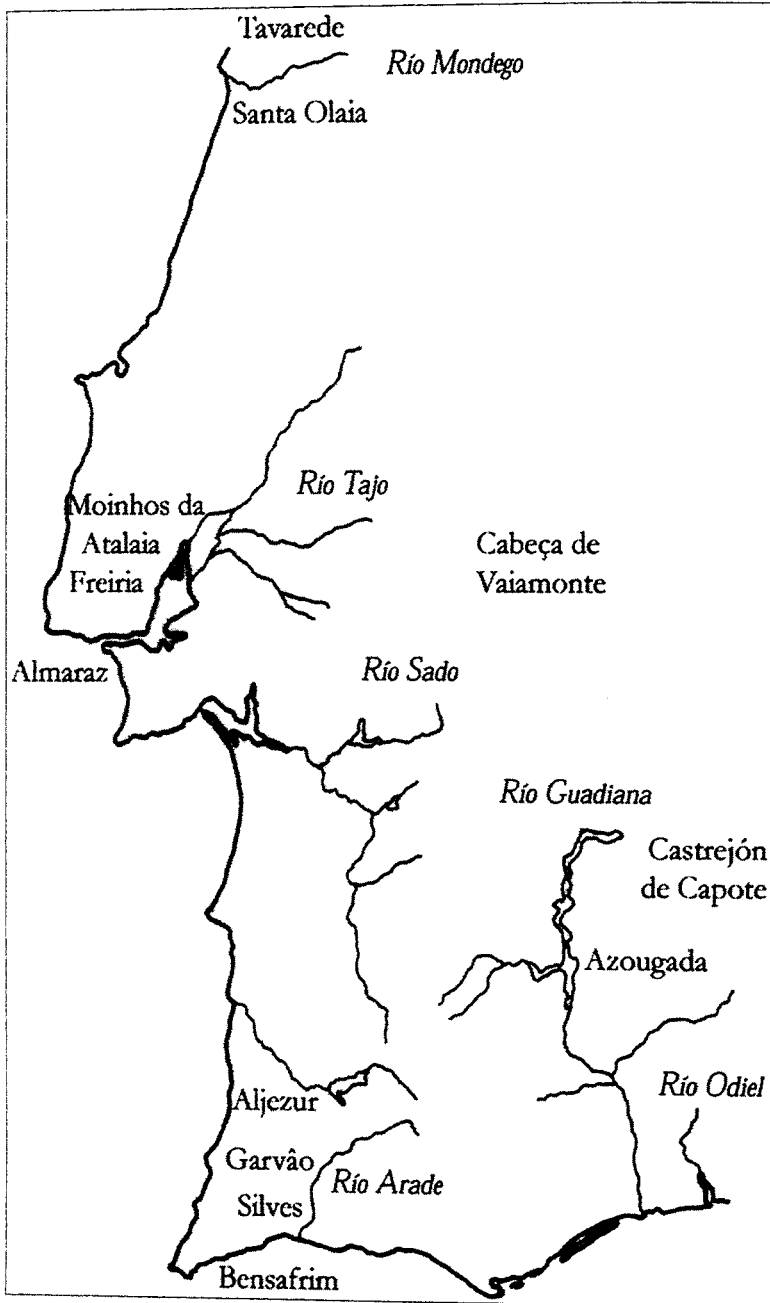 Tavarede
Río Mondego
Santa Olaia
Río Tajo
Moinhos da
Atalaia
Freiria
Cabeça de
Vaiamonte
Almaraz
Río Sado
Río Guadiana
Castrejón
de Capote
Azougada
Río Odiel
Aljezur
Garvâo
Río Arade
Silves
Bensafrim